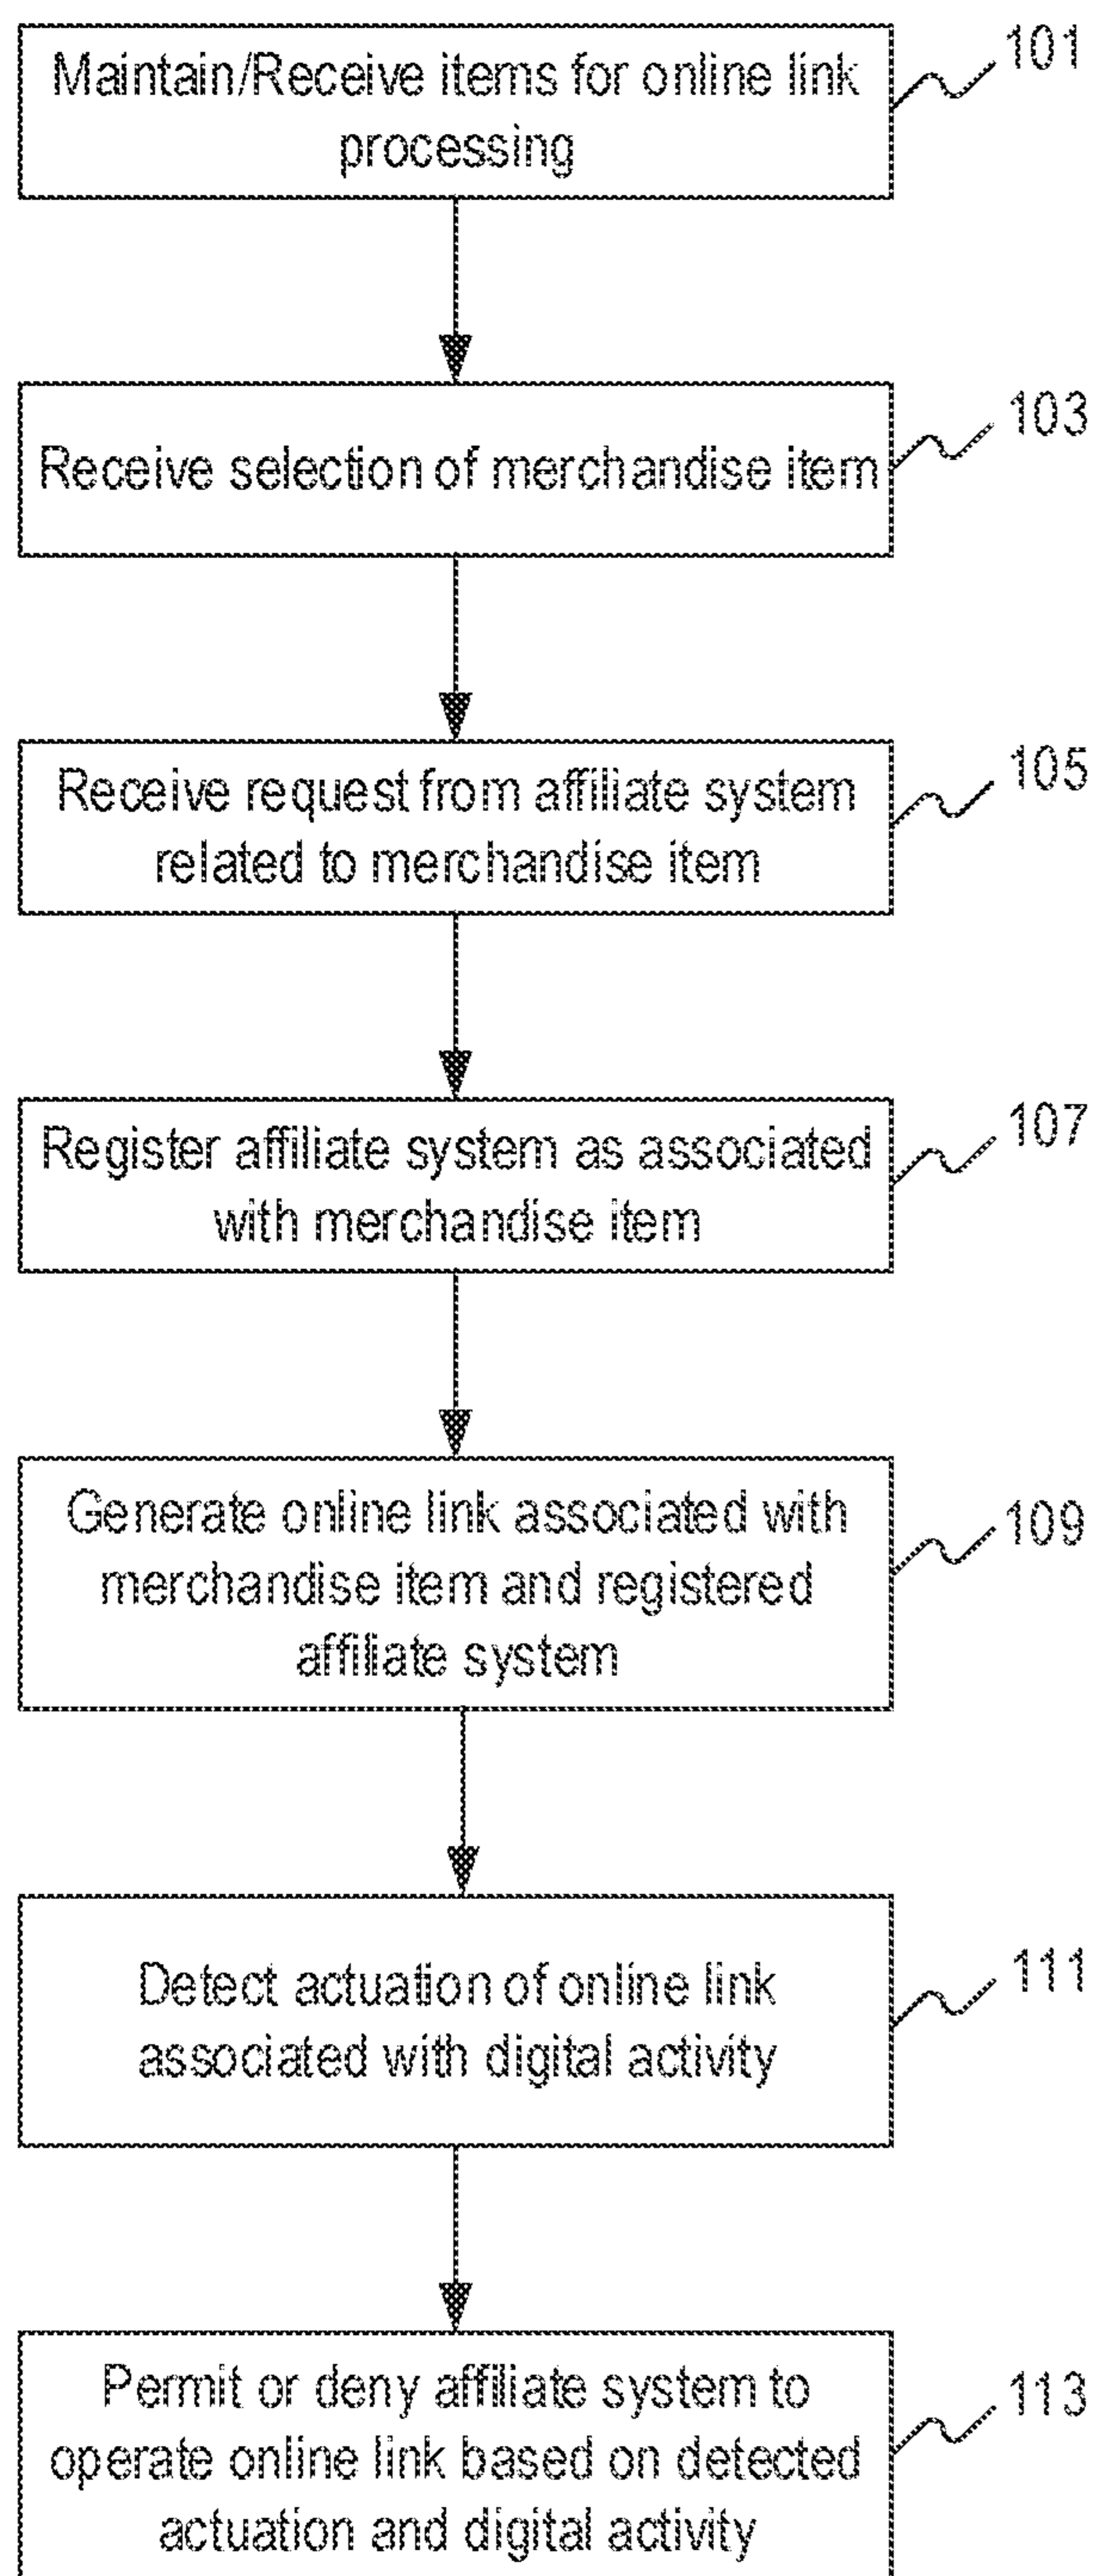 Maintain/Receive items for online link
processing
101
Receive selection of merchandise item
103
Receive request from affiliate system
related to merchandise item
105
Register affiliate system as associated
with merchandise item
107
Generate online link associated with
merchandise item and registered
affiliate system
109
Detect actuation of online link
associated with digital activity
111
Permit or deny affiliate system to
operate online link based on detected
actuation and digital activity
113